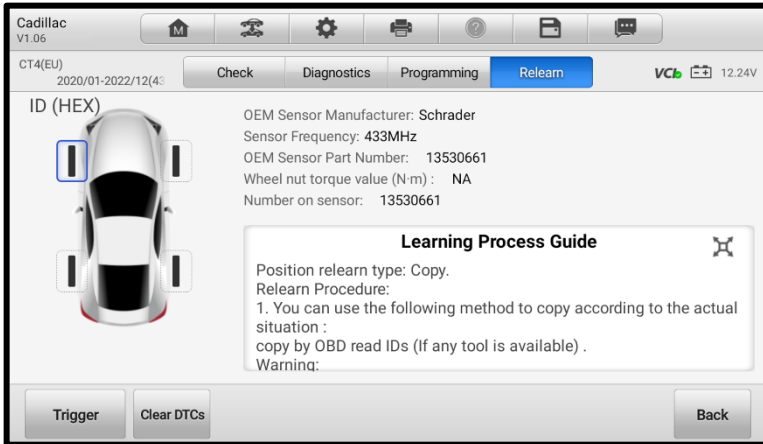 Cadillac
V1.06
M
?
CT4(EU)
2020/01-2022/12(43
Check
Diagnostics
Programming
Relearn
VCI
12.24V
ID (HEX)
OEM Sensor Manufacturer: Schrader
Sensor Frequency: 433MHz
OEM Sensor Part Number: 13530661
Wheel nut torque value (N·m) : NA
Number on sensor: 13530661
Learning Process Guide
Position relearn type: Copy.
Relearn Procedure:
1. You can use the following method to copy according to the actual
situation :
copy by OBD read IDs (If any tool is available) .
Warning:
Trigger
Clear DTCs
Back